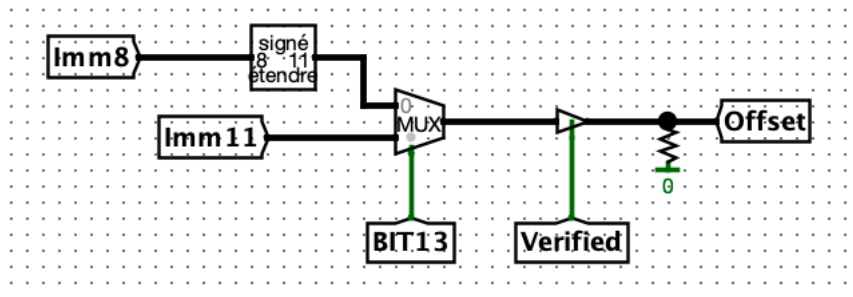 Imm8
signé
8 11
étendre
0
MUX
Imm11
Offset
0
BIT13
Verified